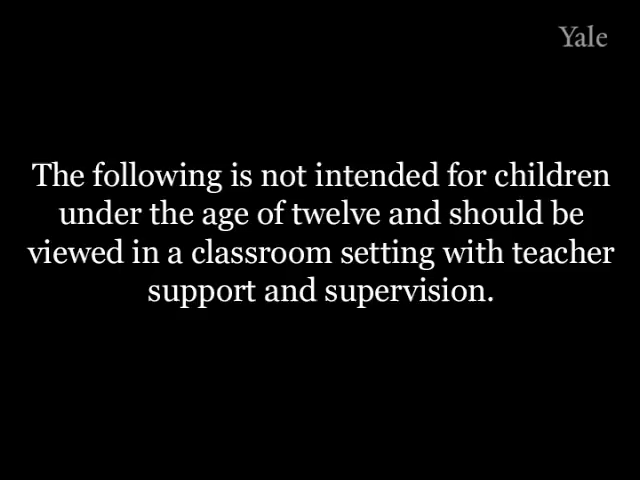 Yale
The following is not intended for children
under the age of twelve and should be
viewed in a classroom setting with teacher
support and supervision.